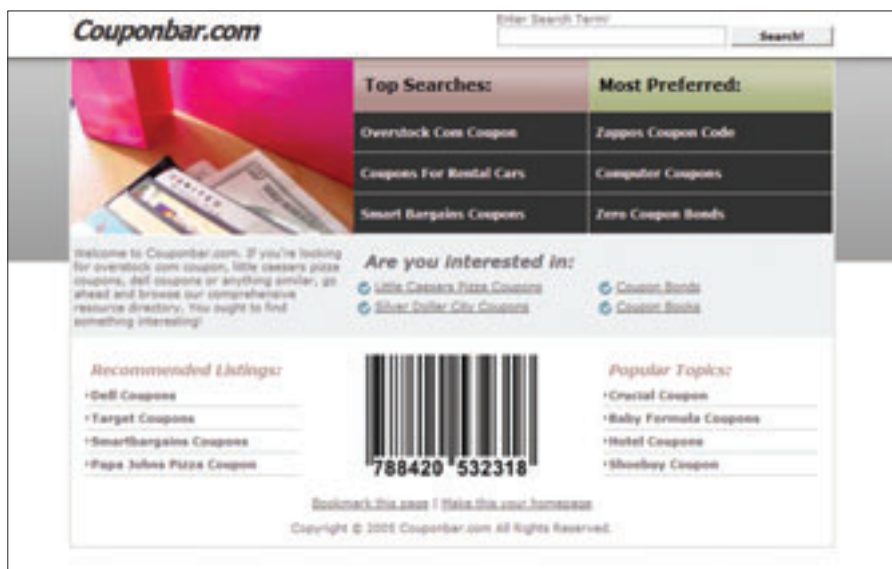 Couponbar.com
Enter Search Term!
Search!
Top Searches:
Most Preferred:
Overstock Com Coupon
Zappos Coupon Code
Coupons For Rental Cars
Computer Coupons
Smart Bargains Coupons
Zero Coupon Bonds
Welcome to Couponbar.com. If you're looking
for overstock com coupon, little caesers pizza
coupons, dell coupons or anything similar, go
ahead and browse our comprehensive
resource directory. You ought to find
something interesting!
Are you interested in:
Little Caesers Pizza Coupons
Coupon Bonds
Silver Dollar City Coupons
Coupon Books
Recommended Listings:
Dell Coupons
Target Coupons
Smartbargains Coupons
Papa Johns Pizza Coupon
788420 532318
Popular Topics:
Crucial Coupon
Baby Formula Coupons
Hotel Coupons
Shoebuy Coupon
Bookmark this page | Make this your homepage
Copyright © 2005 Couponbar.com All Rights Reserved.